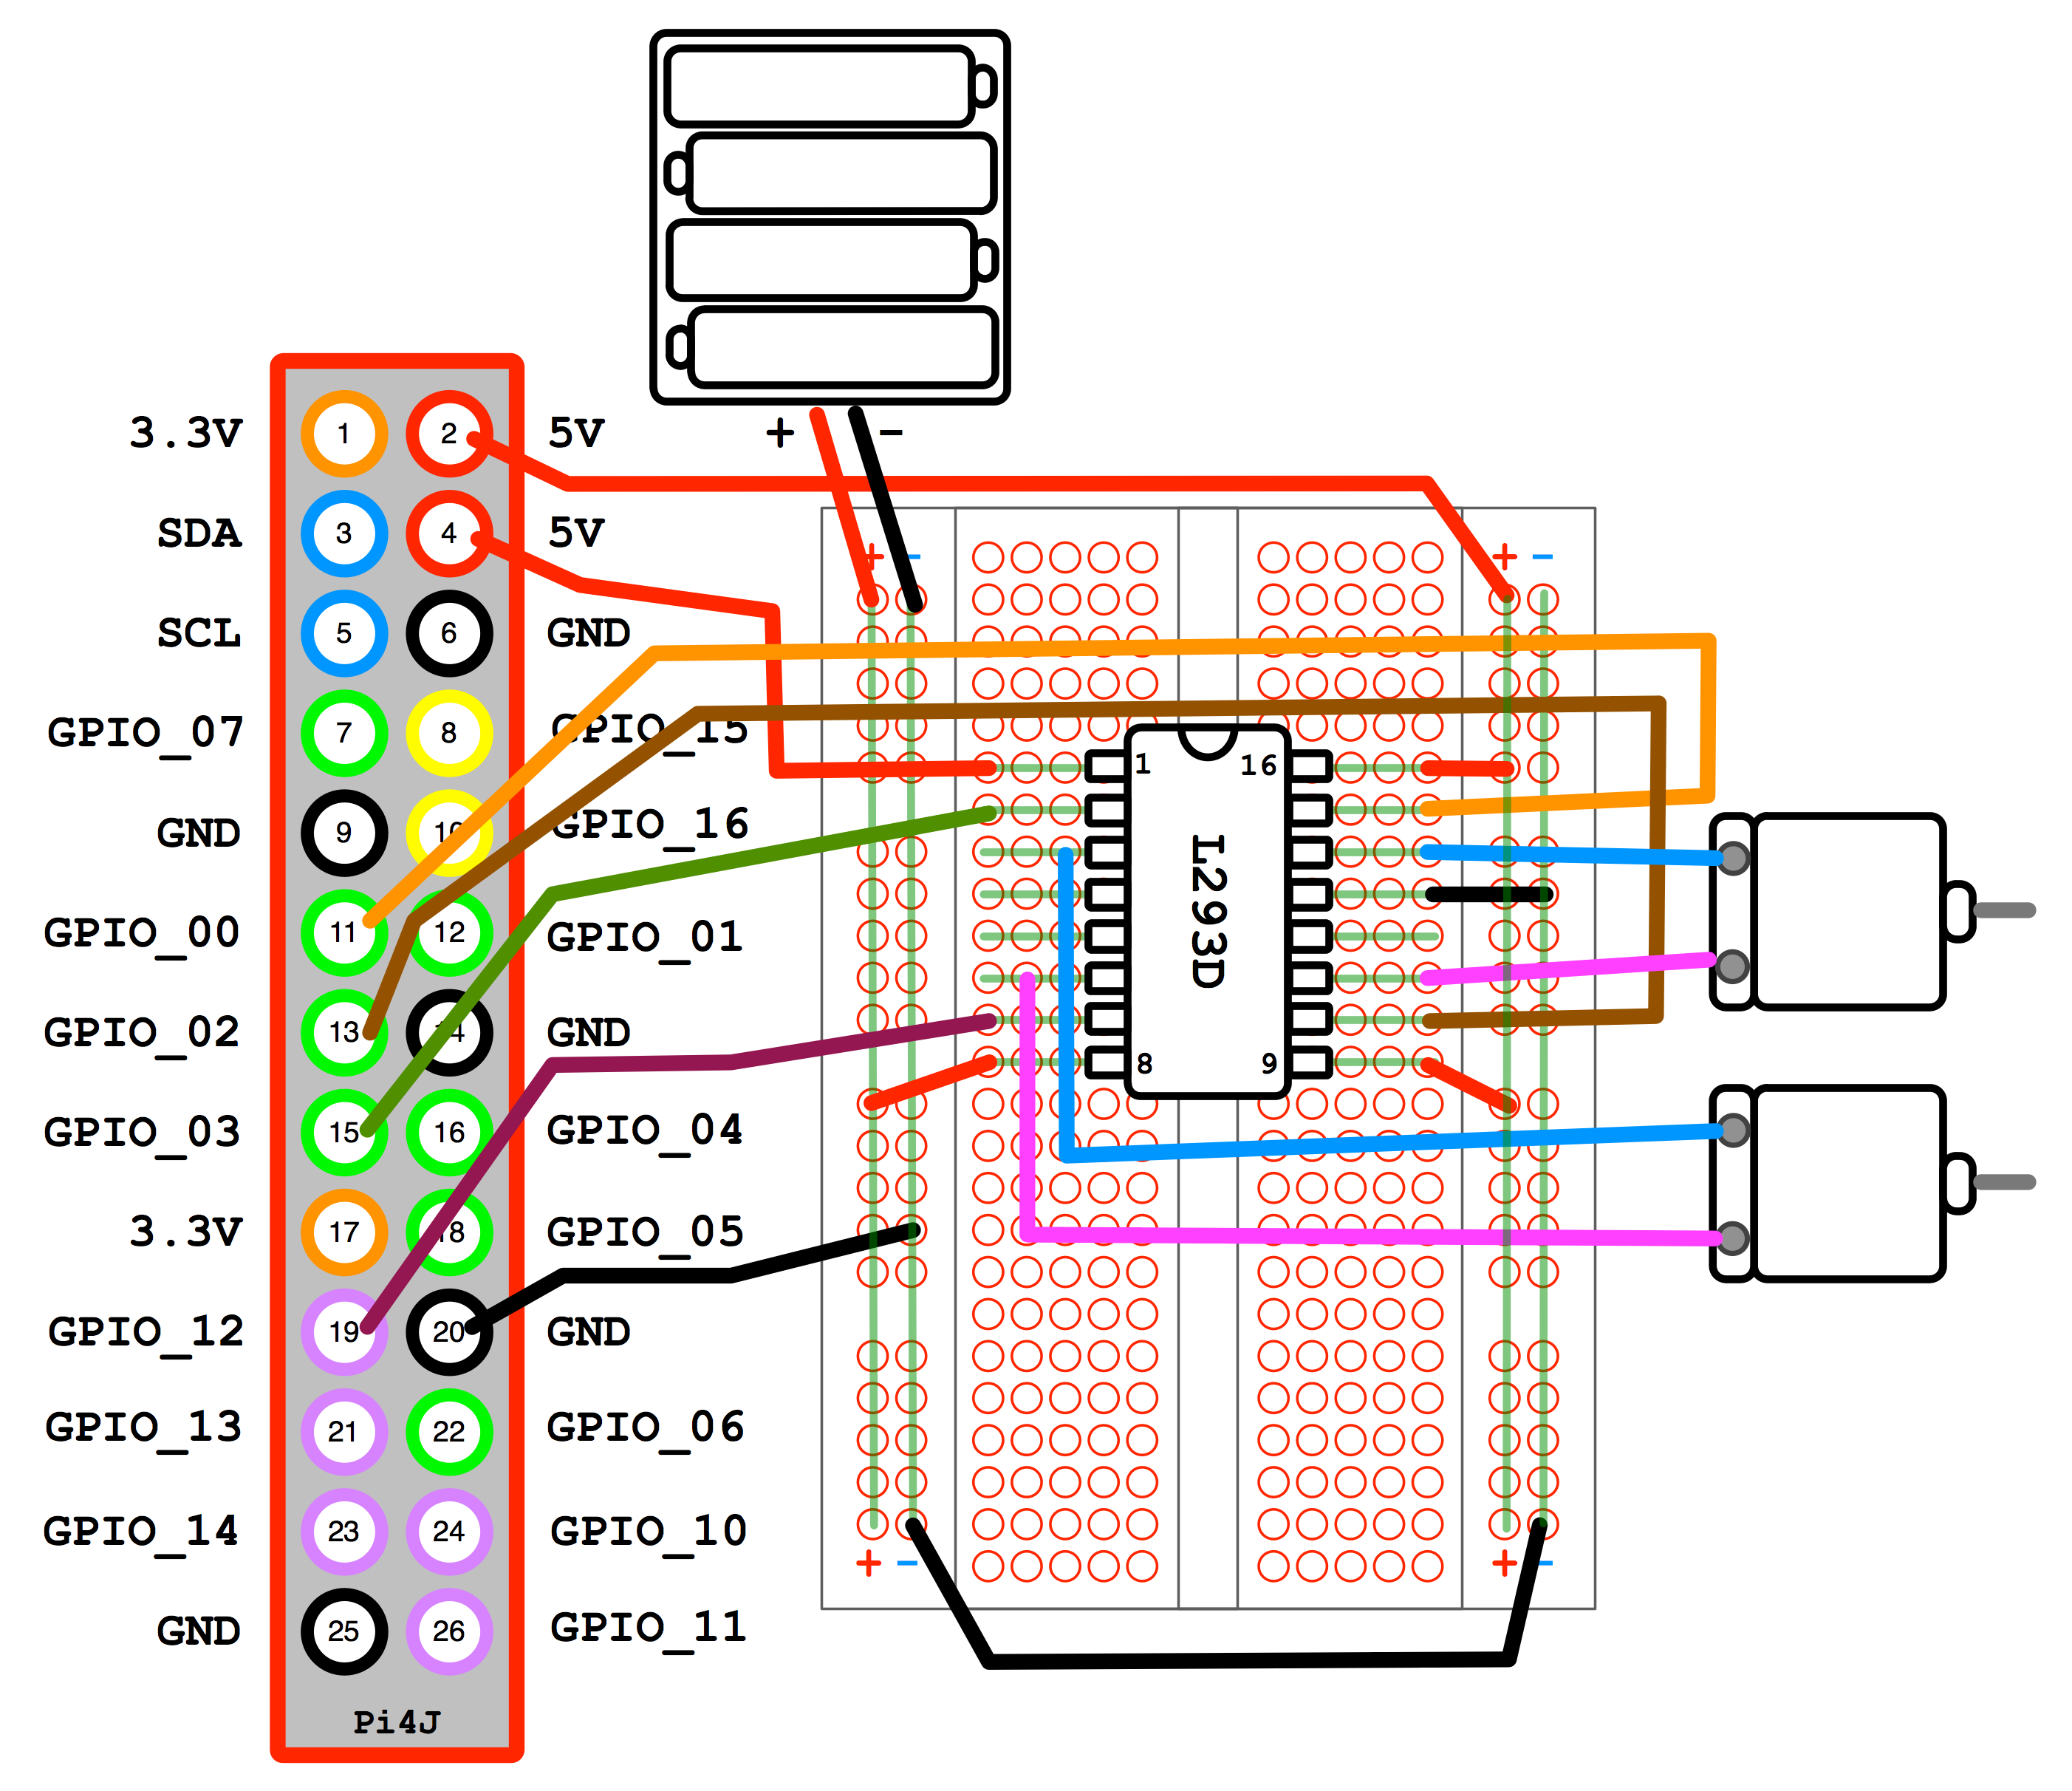 + −
3.3V 1 2 5V
SDA 3 4 5V
+ − + −
SCL 5 6 GND
GPIO_07 7 8 GPIO_15
1 16
GND 9 10 GPIO_16
L293D
GPIO_00 11 12 GPIO_01
GPIO_02 13 14 GND
8 9
GPIO_03 15 16 GPIO_04
3.3V 17 18 GPIO_05
GPIO_12 19 20 GND
GPIO_13 21 22 GPIO_06
GPIO_14 23 24 GPIO_10
+ − + −
GND 25 26 GPIO_11
Pi4J